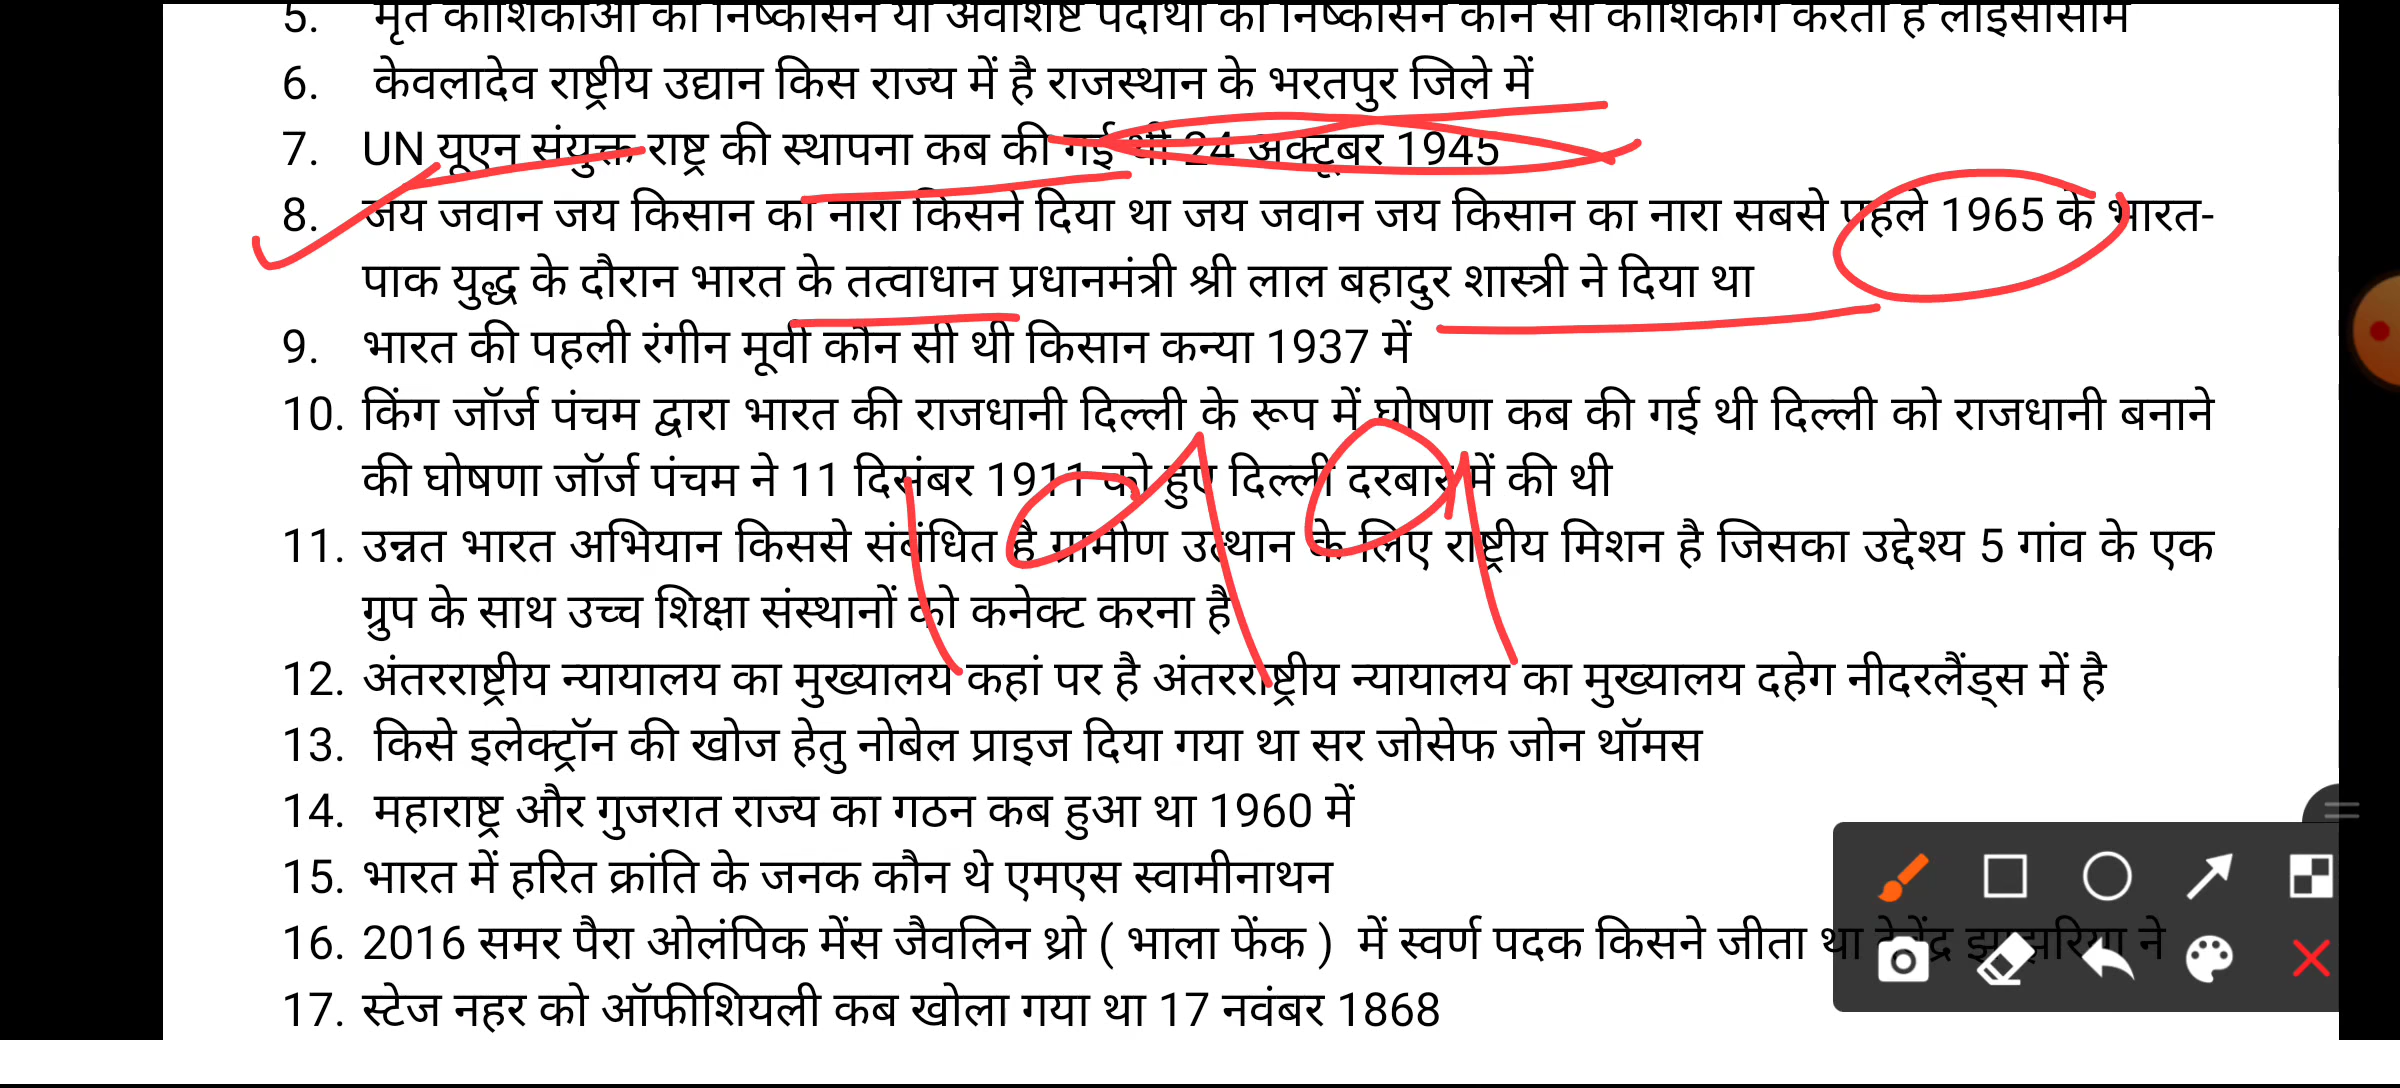 5. मृत कोशिकाओं का निष्कासन या अवशिष्ट पदार्थों का निष्कासन कौन सा कोशिकांग करता है लाइसोसोम
6. केवलादेव राष्ट्रीय उद्यान किस राज्य में है राजस्थान के भरतपुर जिले में
7. UN यूएन संयुक्त राष्ट्र की स्थापना कब की गई थी 24 अक्टूबर 1945
8. जय जवान जय किसान का नारा किसने दिया था जय जवान जय किसान का नारा सबसे पहले 1965 के भारत-
पाक युद्ध के दौरान भारत के तत्वाधान प्रधानमंत्री श्री लाल बहादुर शास्त्री ने दिया था
9. भारत की पहली रंगीन मूवी कौन सी थी किसान कन्या 1937 में
10. किंग जॉर्ज पंचम द्वारा भारत की राजधानी दिल्ली के रूप में घोषणा कब की गई थी दिल्ली को राजधानी बनाने
की घोषणा जॉर्ज पंचम ने 11 दिसंबर 1911 को हुए दिल्ली दरबार में की थी
11. उन्नत भारत अभियान किससे संबंधित है ग्रामीण उत्थान के लिए राष्ट्रीय मिशन है जिसका उद्देश्य 5 गांव के एक
ग्रुप के साथ उच्च शिक्षा संस्थानों को कनेक्ट करना है
12. अंतरराष्ट्रीय न्यायालय का मुख्यालय कहां पर है अंतरराष्ट्रीय न्यायालय का मुख्यालय दहेग नीदरलैंड्स में है
13. किसे इलेक्ट्रॉन की खोज हेतु नोबेल प्राइज दिया गया था सर जोसेफ जोन थॉमस
14. महाराष्ट्र और गुजरात राज्य का गठन कब हुआ था 1960 में
15. भारत में हरित क्रांति के जनक कौन थे एमएस स्वामीनाथन
16. 2016 समर पैरा ओलंपिक मेंस जैवलिन थ्रो ( भाला फेंक ) में स्वर्ण पदक किसने जीता था देवेंद्र झाझरिया ने
17. स्टेज नहर को ऑफीशियली कब खोला गया था 17 नवंबर 1868